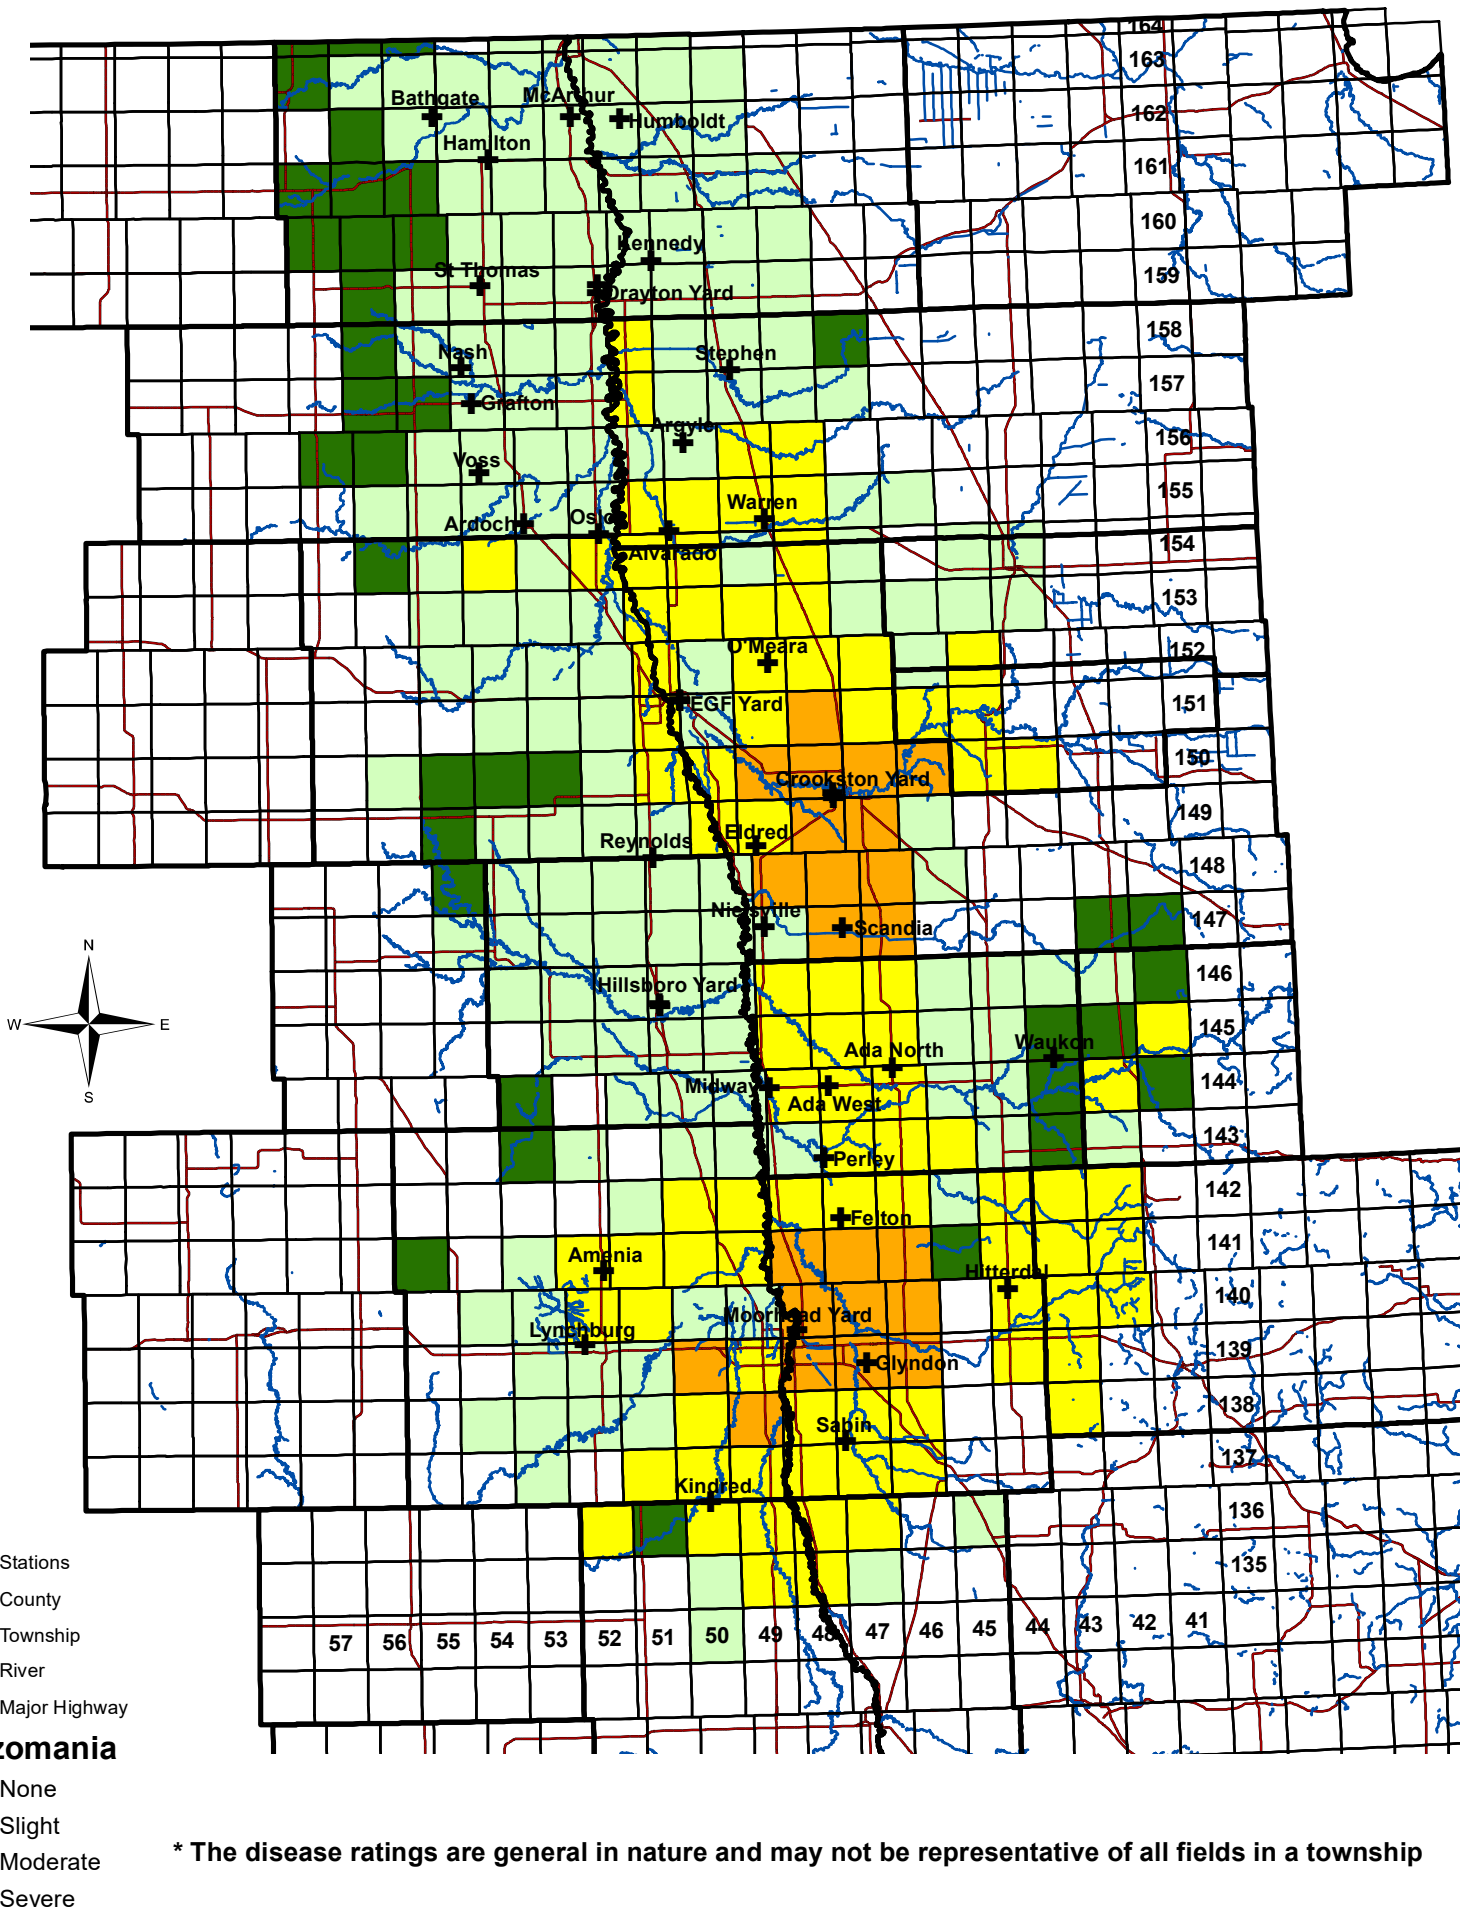 164
163
Bathgate
McArthur
Humboldt
162
Hamilton
161
160
Kennedy
St Thomas
159
Drayton Yard
158
Nash
Stephen
157
Grafton
Argyle
156
Voss
155
Warren
Ardoch
Oslo
154
Alvarado
153
O'Meara
152
EGF Yard
151
150
Crookston Yard
149
Eldred
Reynolds
148
Nielsville
147
Scandia
N
146
Hillsboro Yard
W
E
145
Waukon
Ada North
144
Midway
S
Ada West
143
Perley
142
Felton
141
Amenia
Hitterdal
140
Moorhead Yard
Lynchburg
139
Glyndon
138
Sabin
137
Kindred
136
Stations
135
County
57 56 55 54 53 52 51 50 49 48 47 46 45 44 43 42 41
Township
River
Major Highway
zomania
None
Slight
* The disease ratings are general in nature and may not be representative of all fields in a township
Moderate
Severe